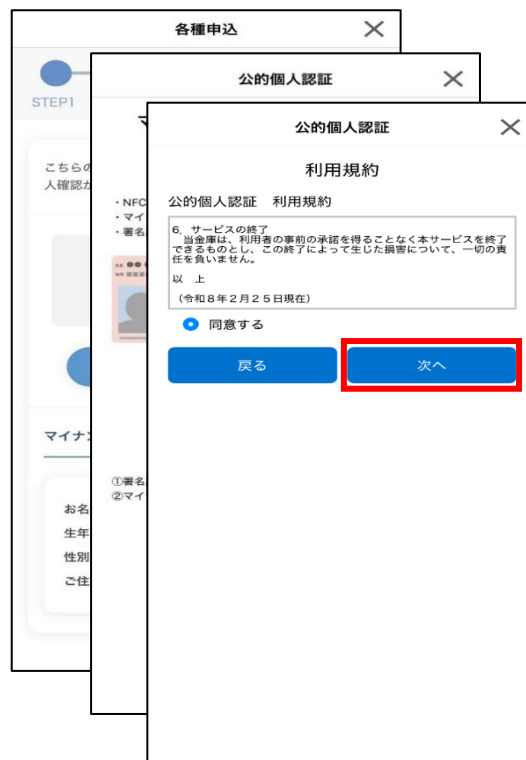 各種申込
STEP1
こちらの
人確認が
マイナン
お名
生年
性別
ご住
公的個人認証
・NFC
・マイ
・署名
①署名
②マイ
公的個人認証
利用規約
公的個人認証 利用規約
6. サービスの終了
当金庫は、利用者の事前の承諾を得ることなく本サービスを終了
できるものとし、この終了によって生じた損害について、一切の責
任を負いません。
以 上
(令和8年2月25日現在)
同意する
戻る
次へ